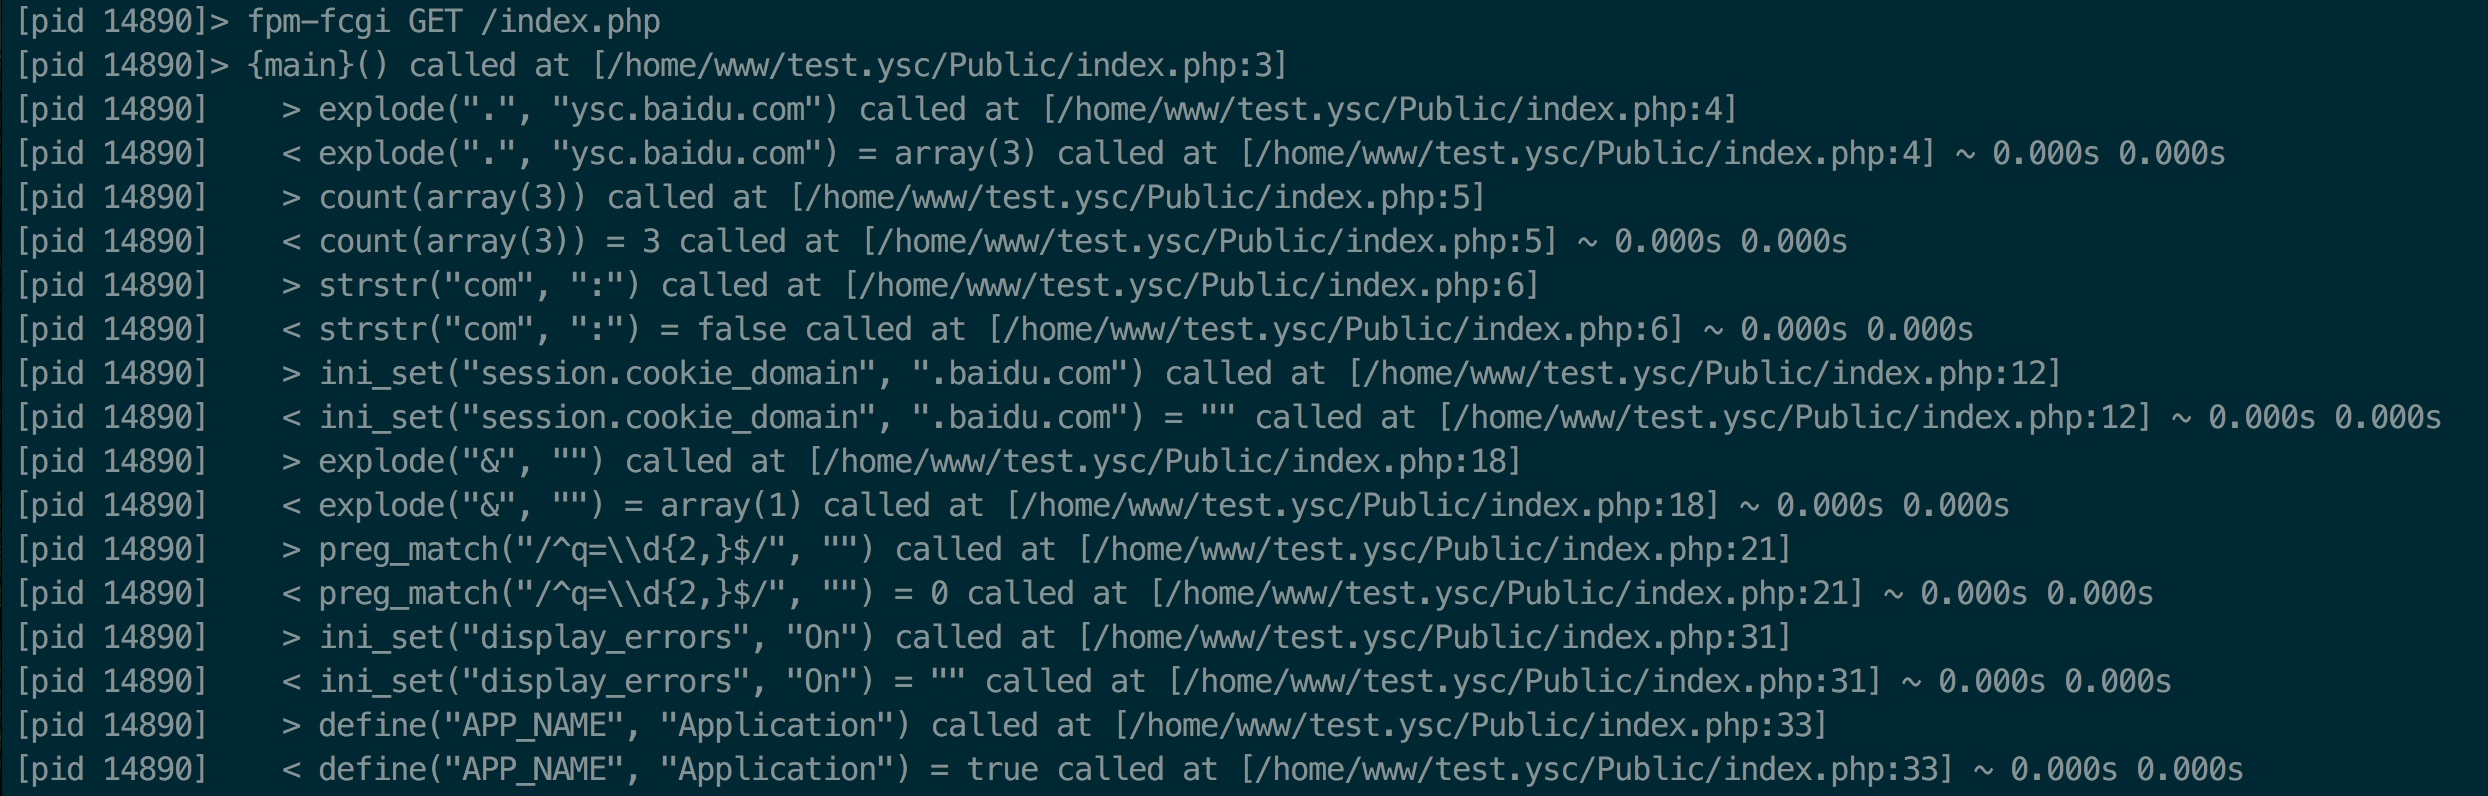 [pid 14890]> fpm-fcgi GET /index.php
[pid 14890]> {main}() called at [/home/www/test.ysc/Public/index.php:3]
[pid 14890]    > explode(".", "ysc.baidu.com") called at [/home/www/test.ysc/Public/index.php:4]
[pid 14890]    < explode(".", "ysc.baidu.com") = array(3) called at [/home/www/test.ysc/Public/index.php:4] ~ 0.000s 0.000s
[pid 14890]    > count(array(3)) called at [/home/www/test.ysc/Public/index.php:5]
[pid 14890]    < count(array(3)) = 3 called at [/home/www/test.ysc/Public/index.php:5] ~ 0.000s 0.000s
[pid 14890]    > strstr("com", ":") called at [/home/www/test.ysc/Public/index.php:6]
[pid 14890]    < strstr("com", ":") = false called at [/home/www/test.ysc/Public/index.php:6] ~ 0.000s 0.000s
[pid 14890]    > ini_set("session.cookie_domain", ".baidu.com") called at [/home/www/test.ysc/Public/index.php:12]
[pid 14890]    < ini_set("session.cookie_domain", ".baidu.com") = "" called at [/home/www/test.ysc/Public/index.php:12] ~ 0.000s 0.000s
[pid 14890]    > explode("&", "") called at [/home/www/test.ysc/Public/index.php:18]
[pid 14890]    < explode("&", "") = array(1) called at [/home/www/test.ysc/Public/index.php:18] ~ 0.000s 0.000s
[pid 14890]    > preg_match("/^q=\\d{2,}$/", "") called at [/home/www/test.ysc/Public/index.php:21]
[pid 14890]    < preg_match("/^q=\\d{2,}$/", "") = 0 called at [/home/www/test.ysc/Public/index.php:21] ~ 0.000s 0.000s
[pid 14890]    > ini_set("display_errors", "On") called at [/home/www/test.ysc/Public/index.php:31]
[pid 14890]    < ini_set("display_errors", "On") = "" called at [/home/www/test.ysc/Public/index.php:31] ~ 0.000s 0.000s
[pid 14890]    > define("APP_NAME", "Application") called at [/home/www/test.ysc/Public/index.php:33]
[pid 14890]    < define("APP_NAME", "Application") = true called at [/home/www/test.ysc/Public/index.php:33] ~ 0.000s 0.000s